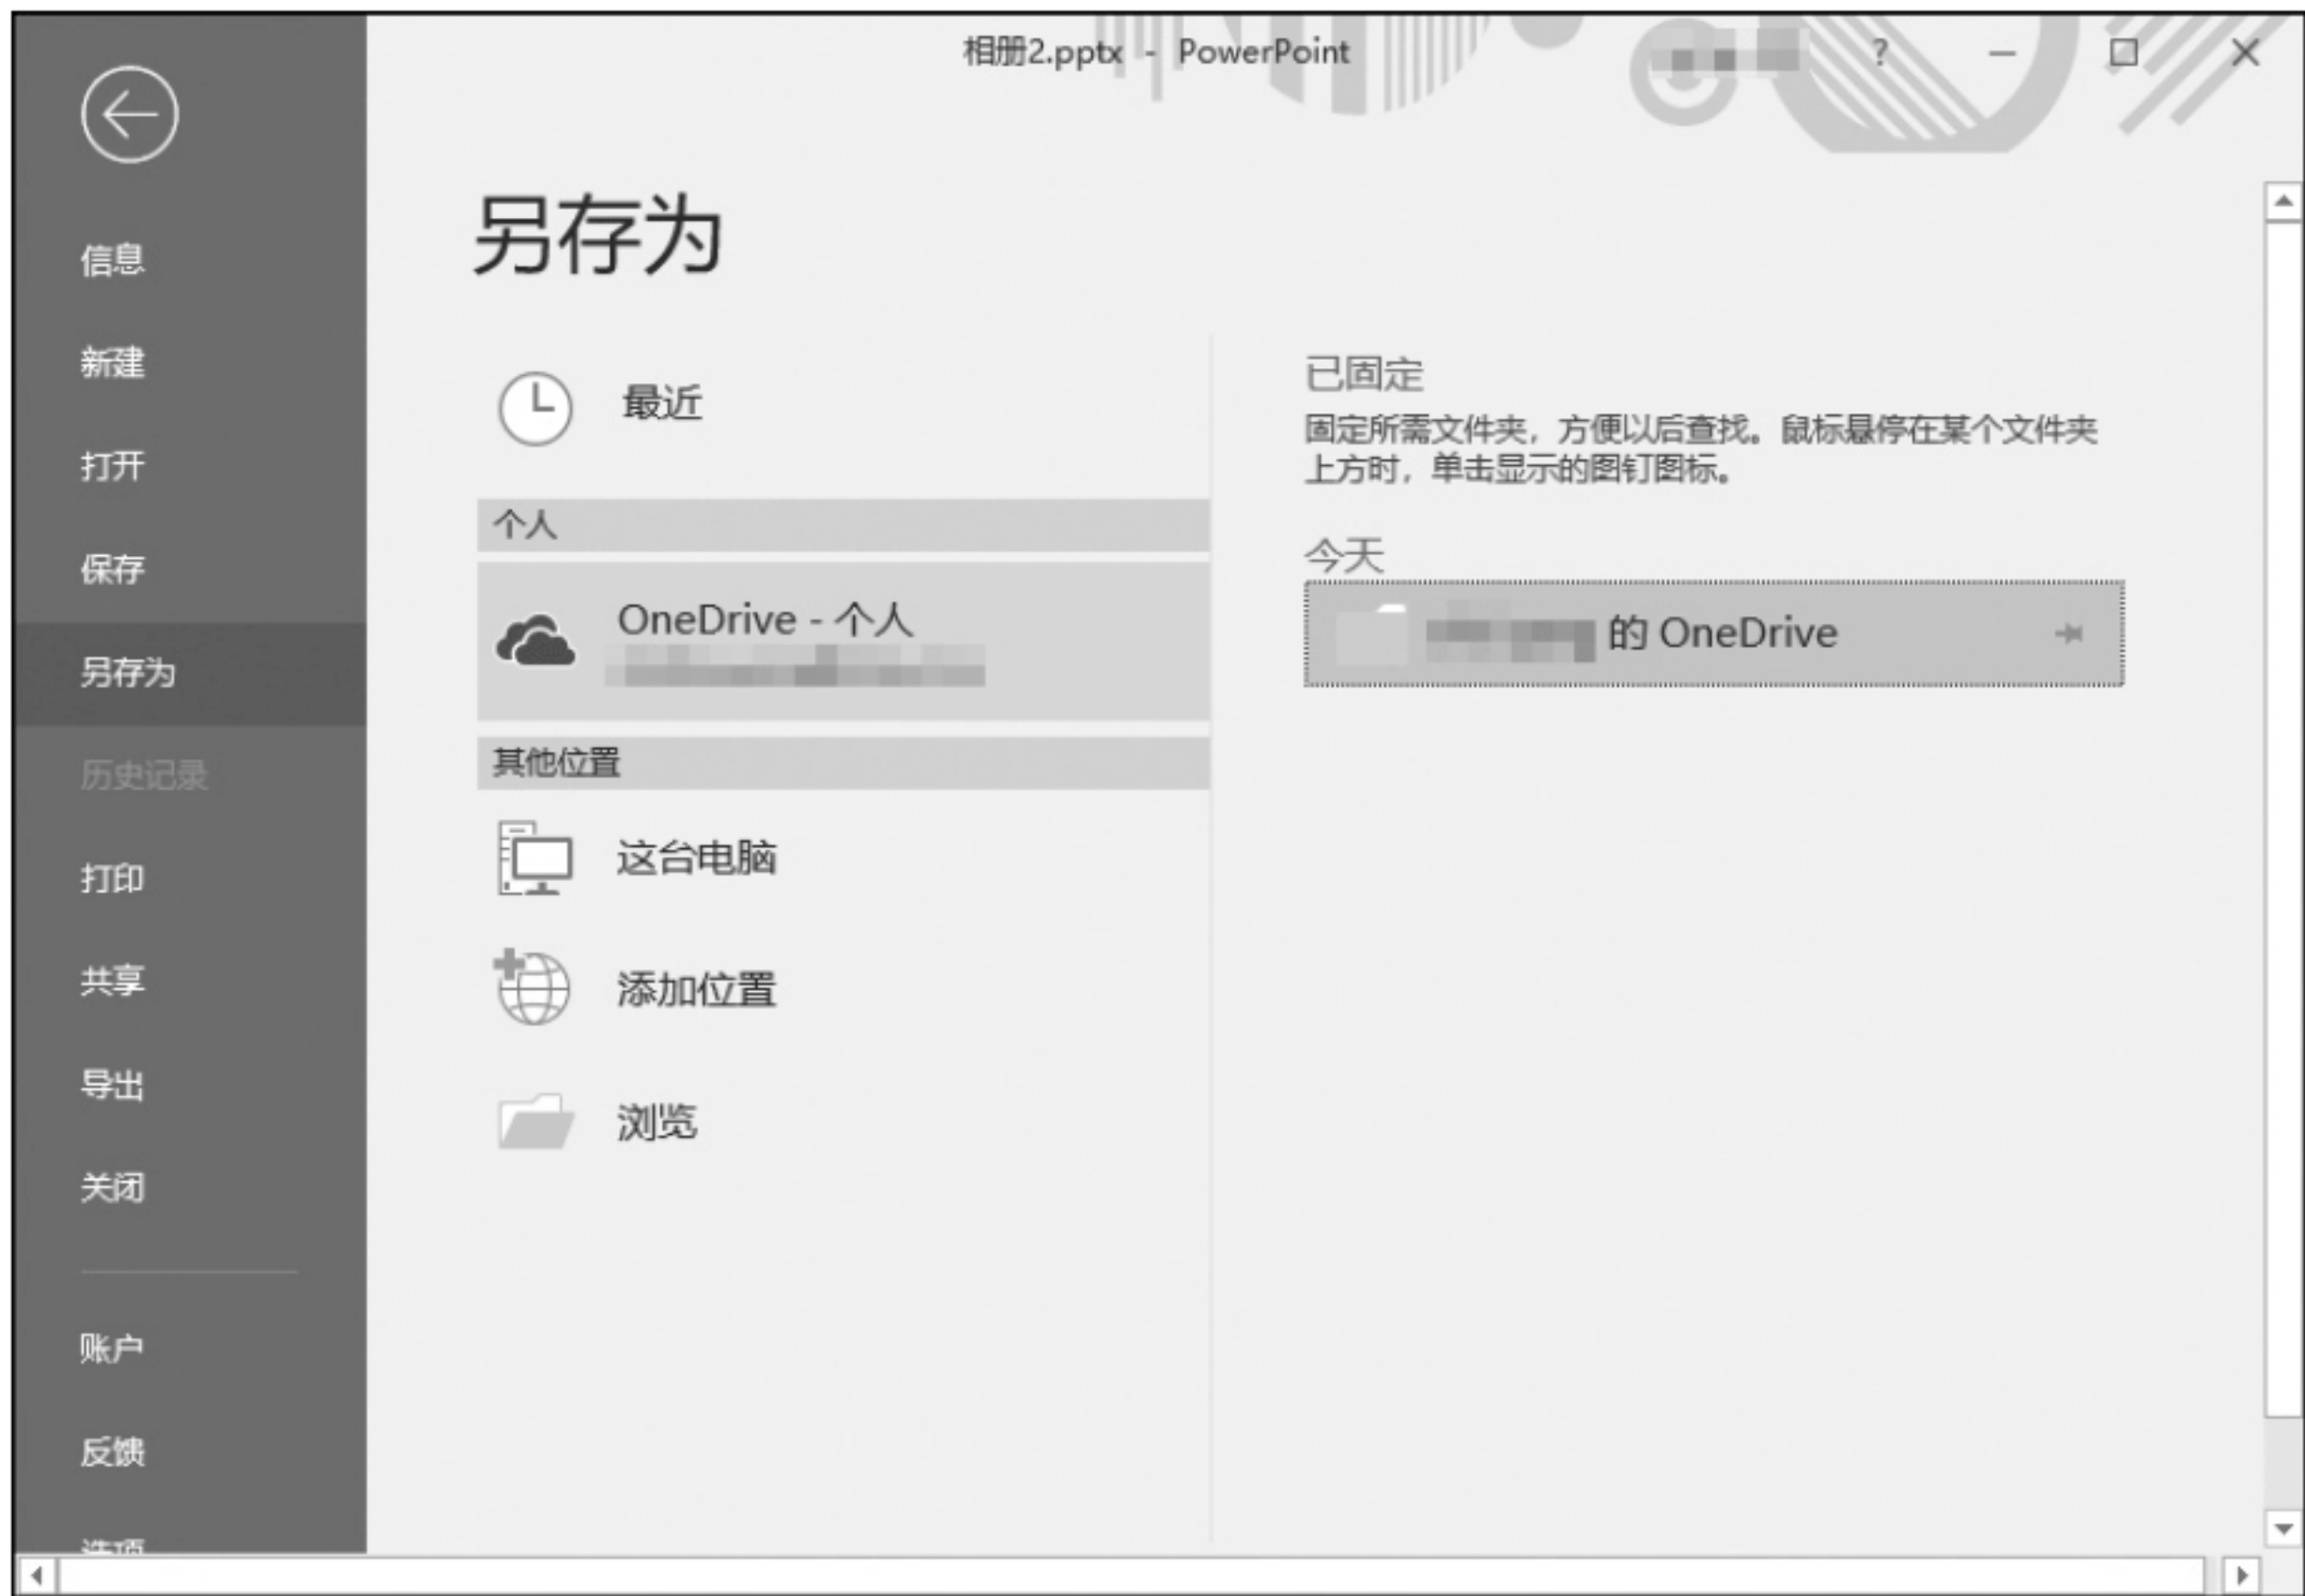 相册2.pptx - PowerPoint
?
信息
新建
打开
保存
另存为
历史记录
打印
共享
导出
关闭
账户
反馈
选项
另存为
最近
个人
OneDrive - 个人
其他位置
这台电脑
添加位置
浏览
已固定
固定所需文件夹，方便以后查找。鼠标悬停在某个文件夹
上方时，单击显示的图钉图标。
今天
的 OneDrive